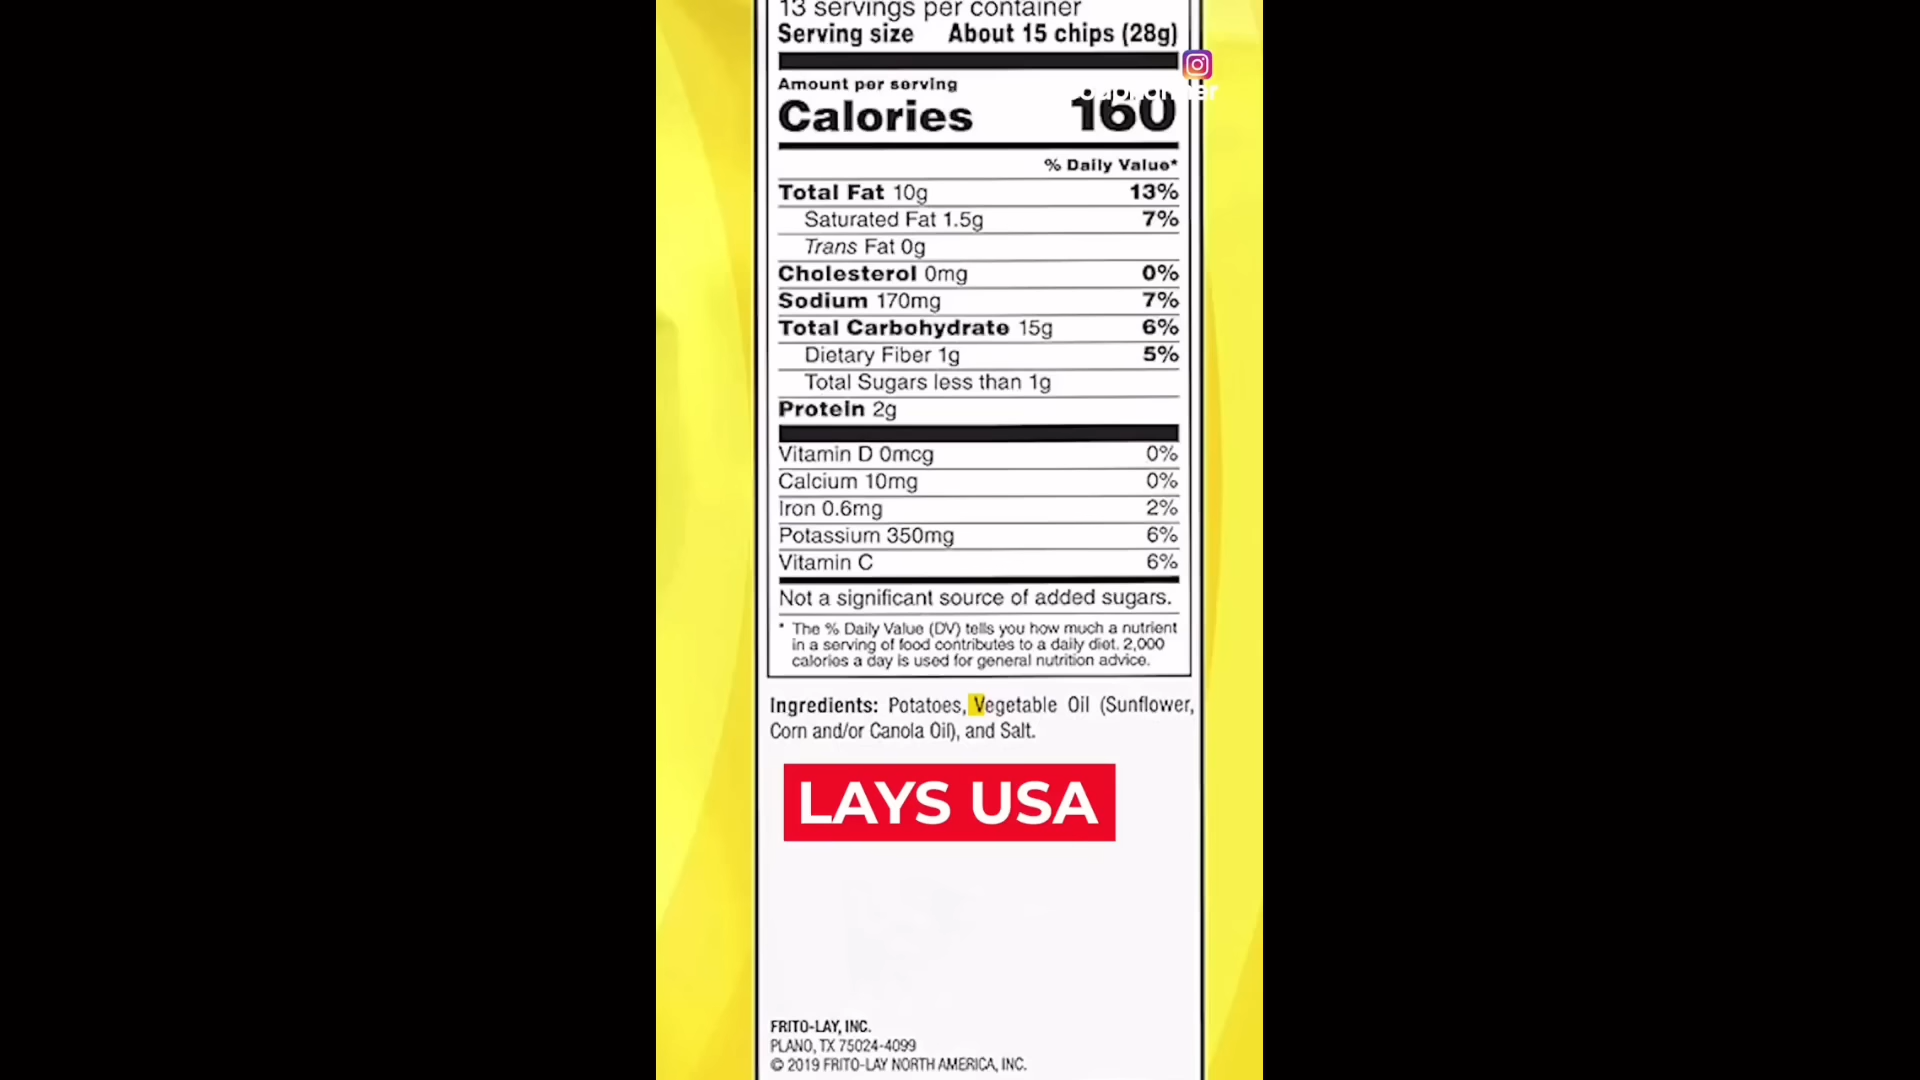 13 servings per container
Serving size About 15 chips (28g)
Amount per serving
Calories 160
% Daily Value*
Total Fat 10g 13%
Saturated Fat 1.5g 7%
Trans Fat 0g
Cholesterol 0mg 0%
Sodium 170mg 7%
Total Carbohydrate 15g 6%
Dietary Fiber 1g 5%
Total Sugars less than 1g
Protein 2g
Vitamin D 0mcg 0%
Calcium 10mg 0%
Iron 0.6mg 2%
Potassium 350mg 6%
Vitamin C 6%
Not a significant source of added sugars.
* The % Daily Value (DV) tells you how much a nutrient
in a serving of food contributes to a daily diet. 2,000
calories a day is used for general nutrition advice.
Ingredients: Potatoes, Vegetable Oil (Sunflower,
Corn and/or Canola Oil), and Salt.
LAYS USA
FRITO-LAY, INC.
PLANO, TX 75024-4099
© 2019 FRITO-LAY NORTH AMERICA, INC.